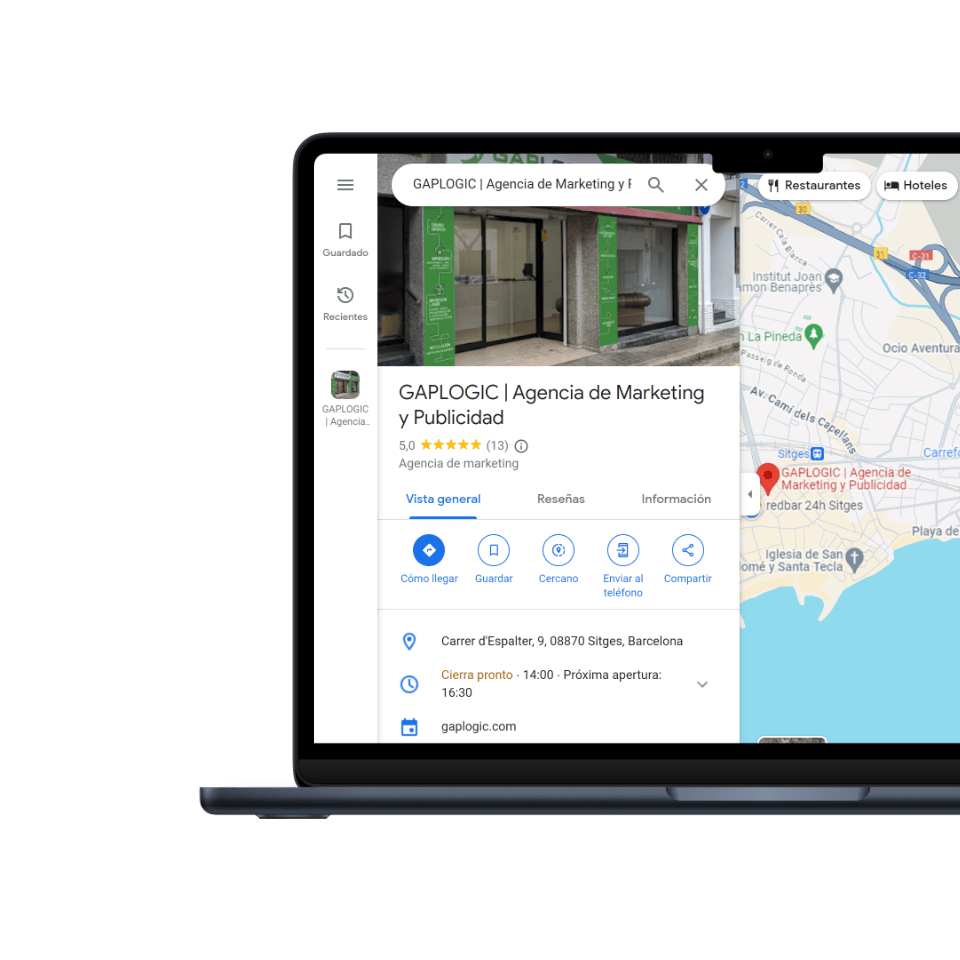 GAPLOGIC | Agencia de Marketing y F
Restaurantes
Hoteles
Guardado
Recientes
GAPLOGIC
| Agencia..
GAPLOGIC | Agencia de Marketing
y Publicidad
5,0 (13)
Agencia de marketing
Vista general
Reseñas
Información
Cómo llegar
Guardar
Cercano
Enviar al
teléfono
Compartir
Carrer d'Espalter, 9, 08870 Sitges, Barcelona
Cierra pronto · 14:00 · Próxima apertura:
16:30
gaplogic.com
30
31
C-31
C-32
Carrer Cala Blanca
Institut Joan
mon Benaprès
n La Pineda
Passeig de Ronda
Ocio Aventura
Av. Camí dels Capellans
Sitges
Carrefo
GAPLOGIC | Agencia de
Marketing y Publicidad
redbar 24h Sitges
Playa de
Iglesia de San
omé y Santa Tecla